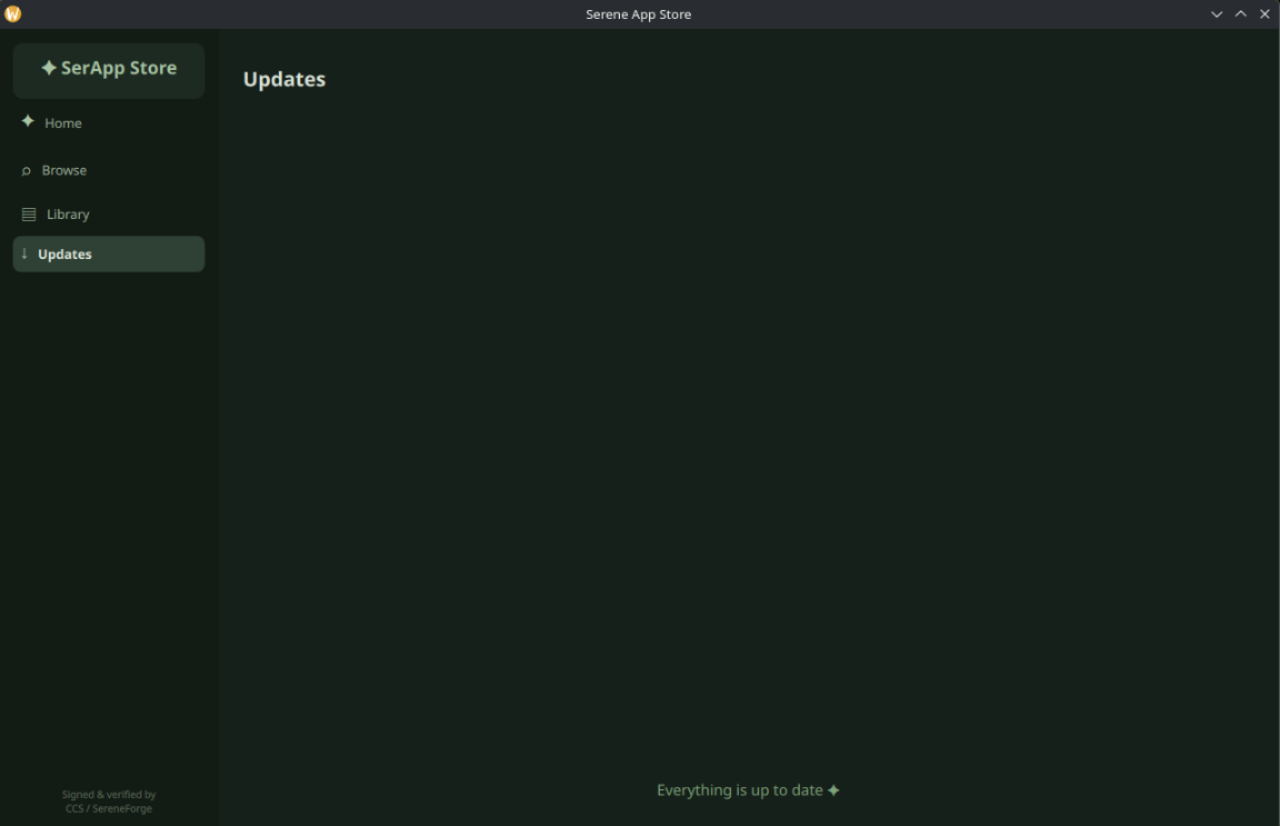 Serene App Store
✦ SerApp Store
✦ Home
⌕ Browse
▤ Library
↓ Updates
Signed & verified by
CCS / SereneForge
Updates
Everything is up to date ✦